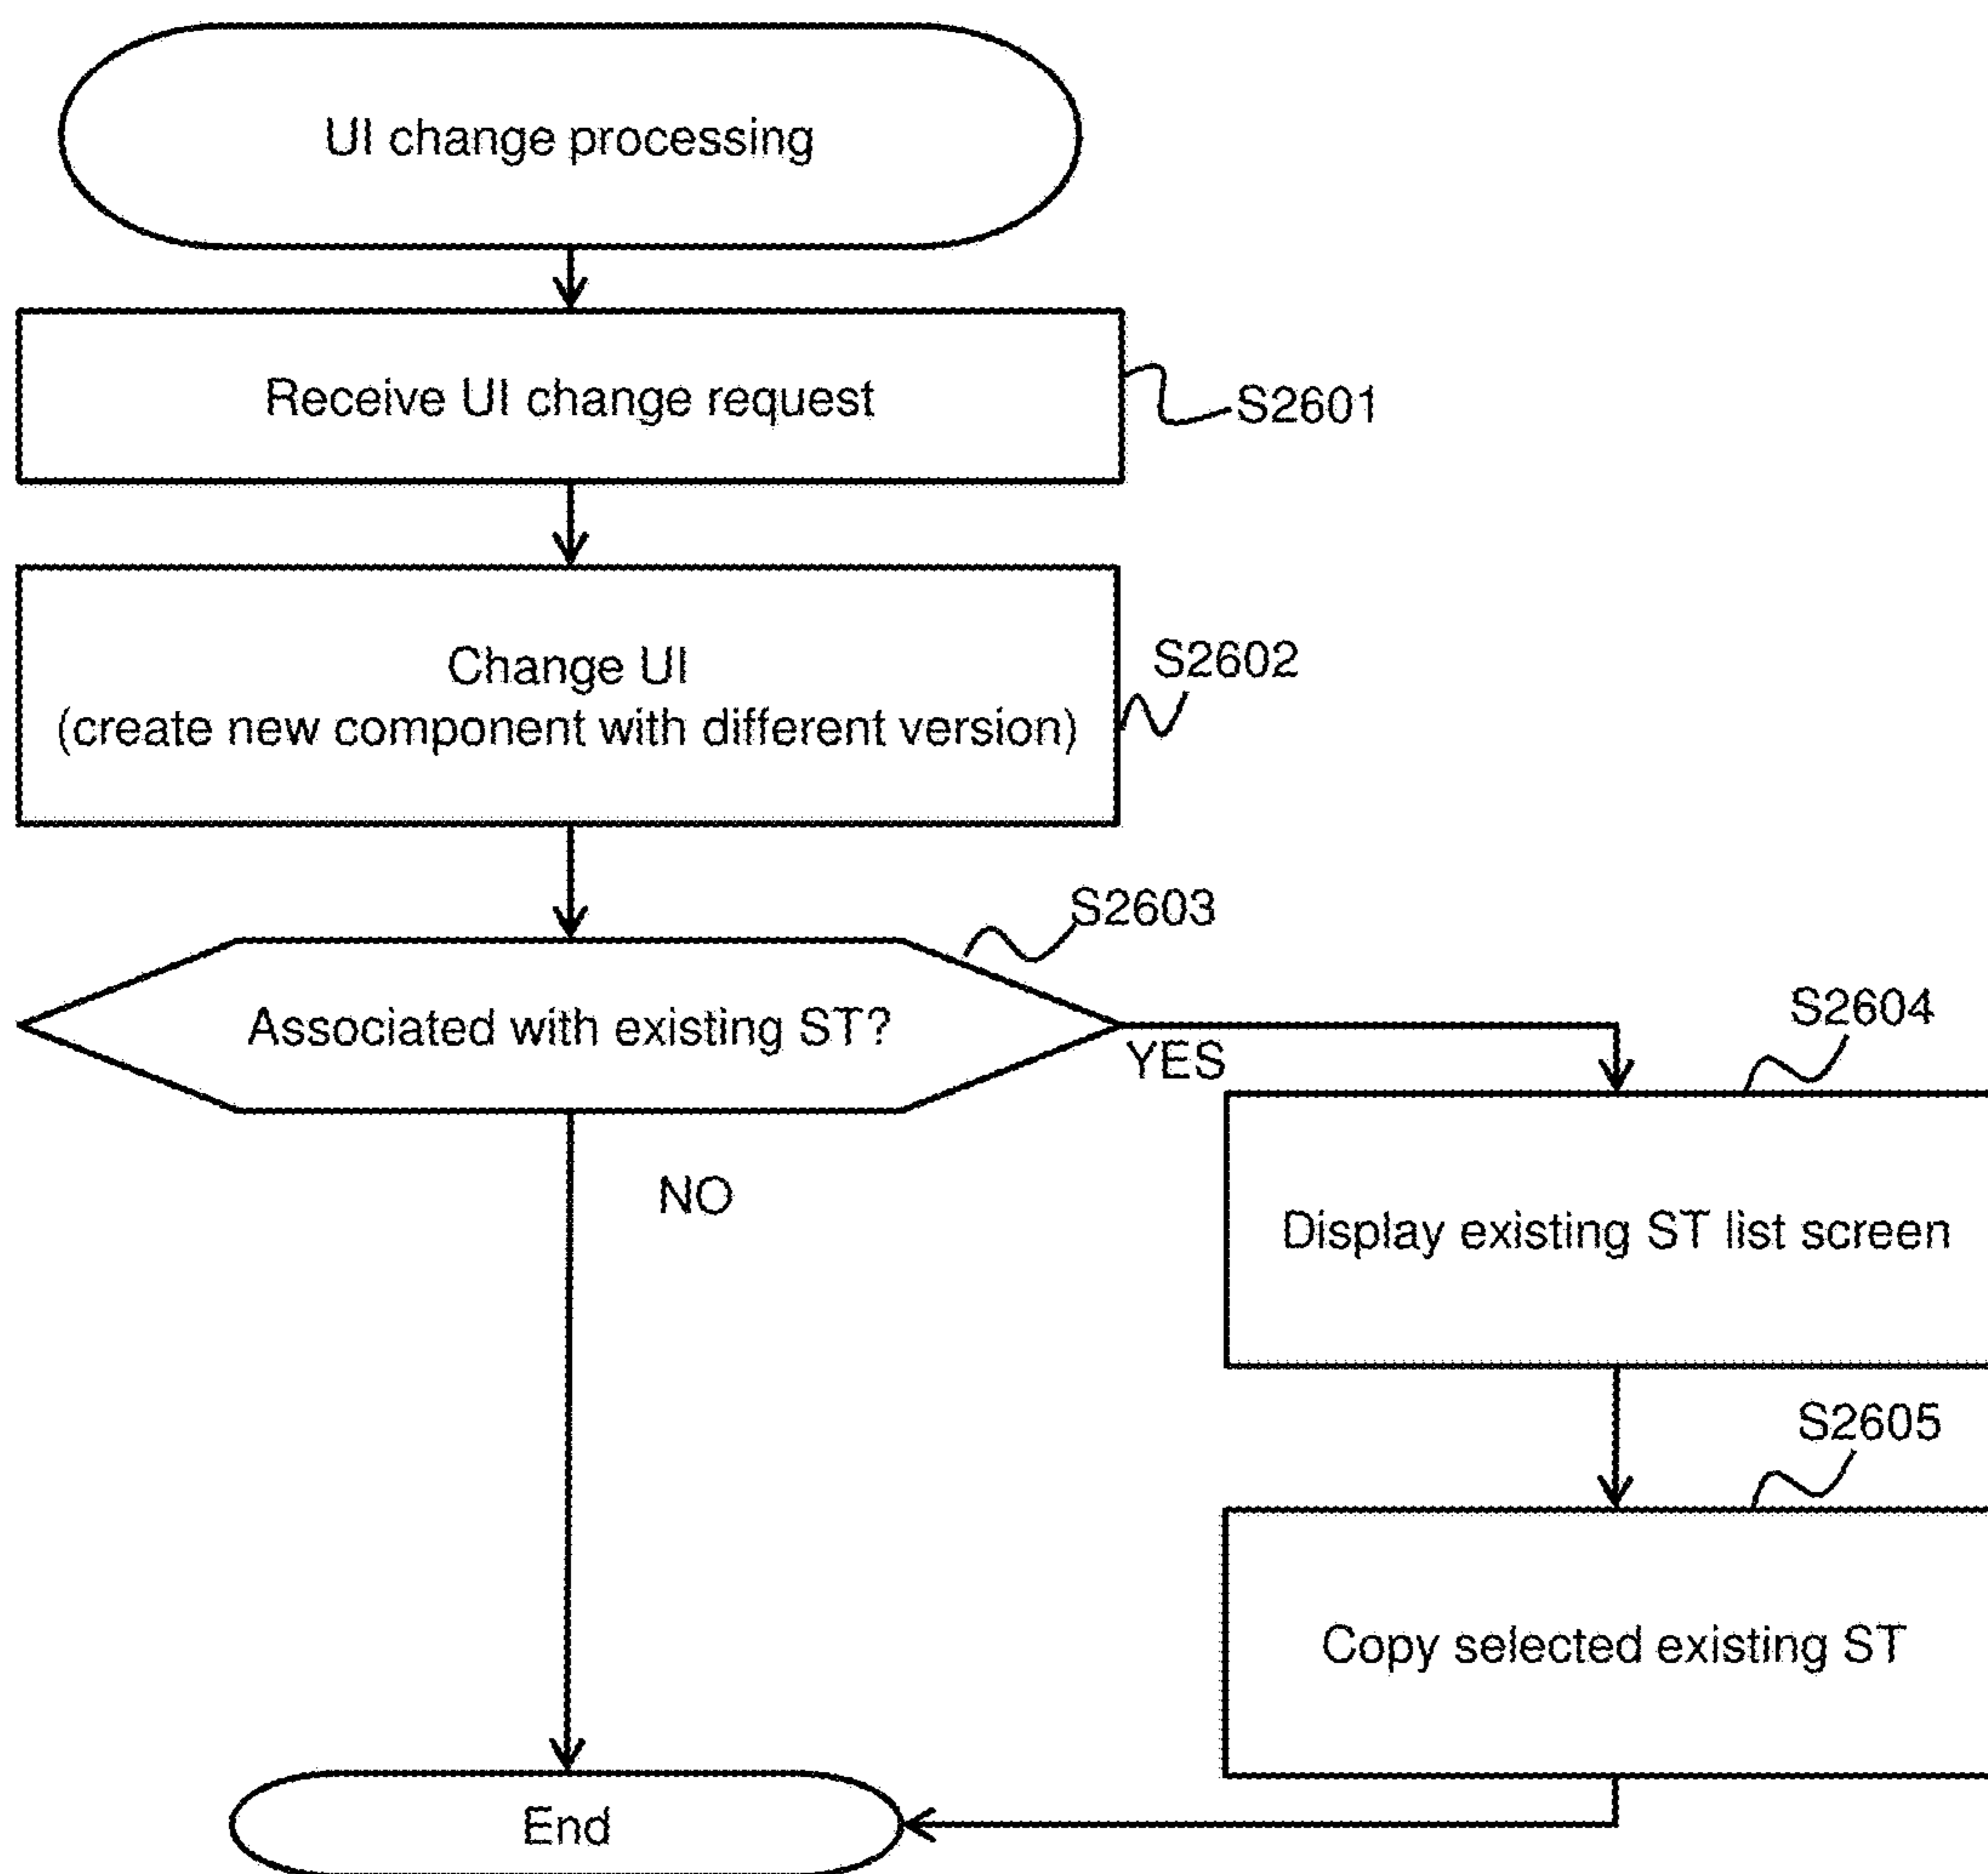 UI change processing
Receive UI change request
S2601
Change UI
(create new component with different version)
S2602
Associated with existing ST?
S2603
YES
NO
S2604
Display existing ST list screen
S2605
Copy selected existing ST
End